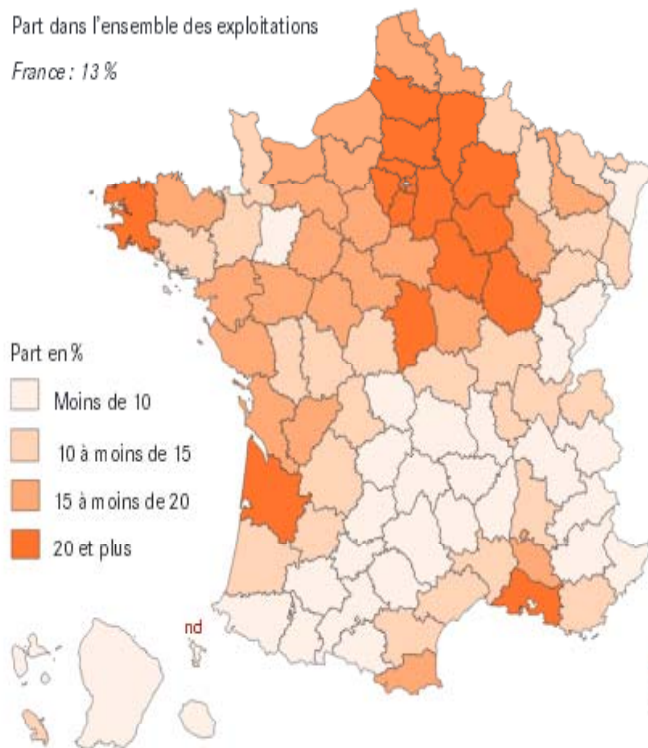 Part dans l'ensemble des exploitations
France : 13 %
Part en %
Moins de 10
10 à moins de 15
15 à moins de 20
20 et plus
nd